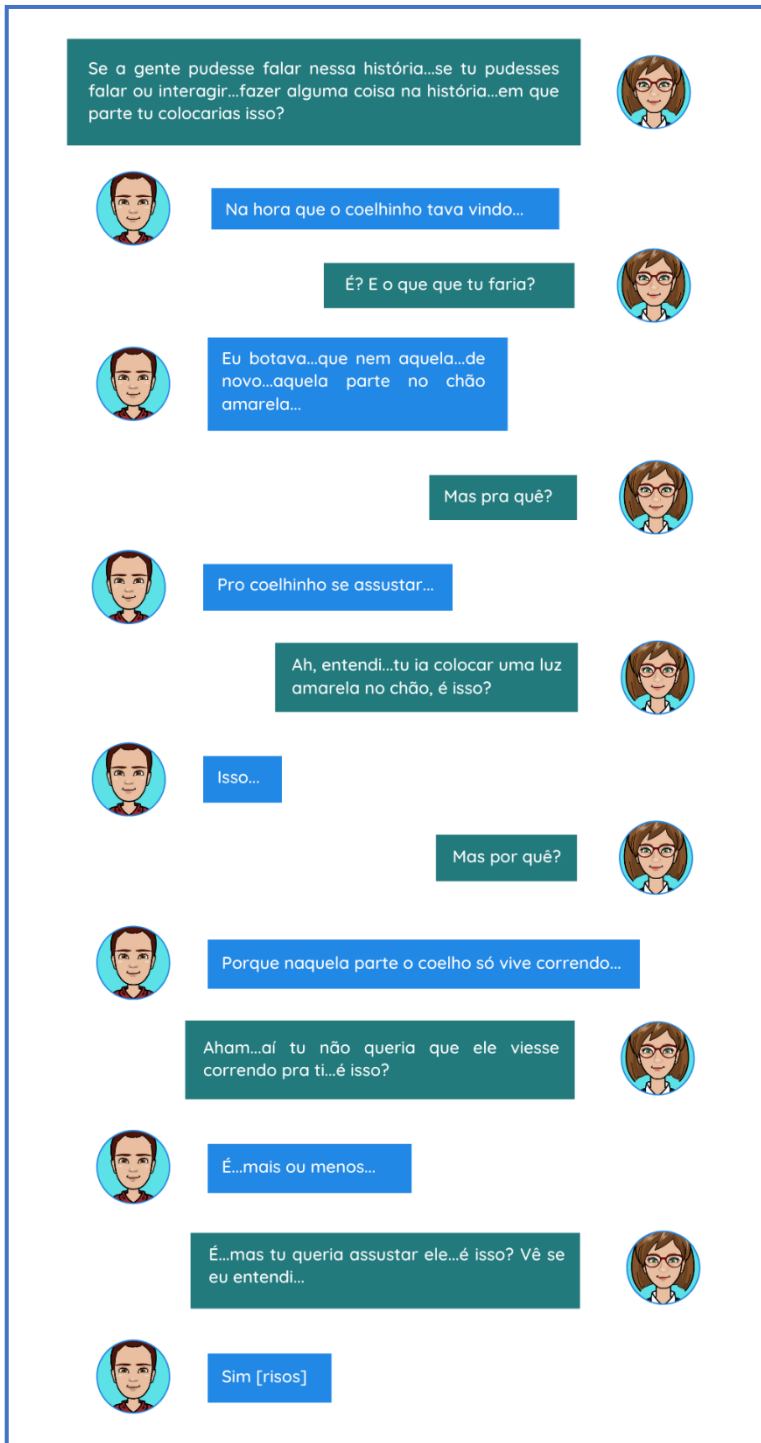 Se a gente pudesse falar nessa história...se tu pudesses
falar ou interagir...fazer alguma coisa na história...em que
parte tu colocarias isso?
Na hora que o coelhinho tava vindo...
É? E o que que tu faria?
Eu botava...que nem aquela...de
novo...aquela parte no chão
amarela...
Mas pra quê?
Pro coelhinho se assustar...
Ah, entendi...tu ia colocar uma luz
amarela no chão, é isso?
Isso...
Mas por quê?
Porque naquela parte o coelho só vive correndo...
Aham...aí tu não queria que ele viesse
correndo pra ti...é isso?
É...mais ou menos...
É...mas tu queria assustar ele...é isso? Vê se
eu entendi...
Sim [risos]